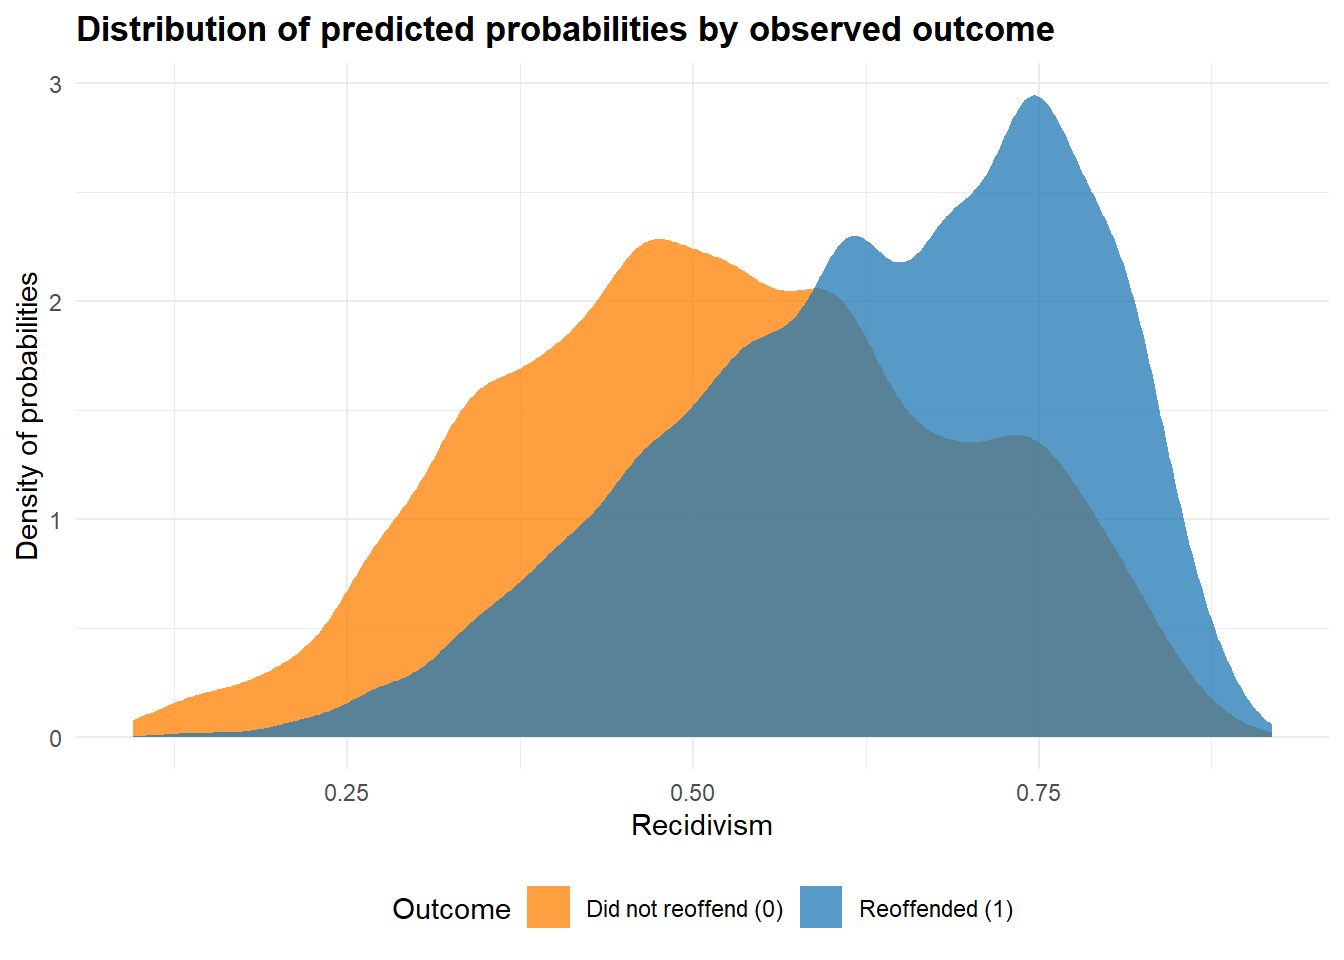 Distribution of predicted probabilities by observed outcome
3
2
1
0
Density of probabilities
0.25 0.50 0.75
Recidivism
Outcome Did not reoffend (0) Reoffended (1)